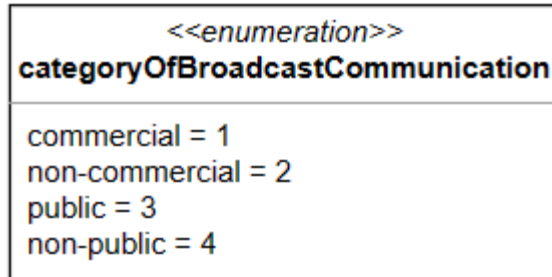 <<enumeration>>
categoryOfBroadcastCommunication
commercial = 1
non-commercial = 2
public = 3
non-public = 4